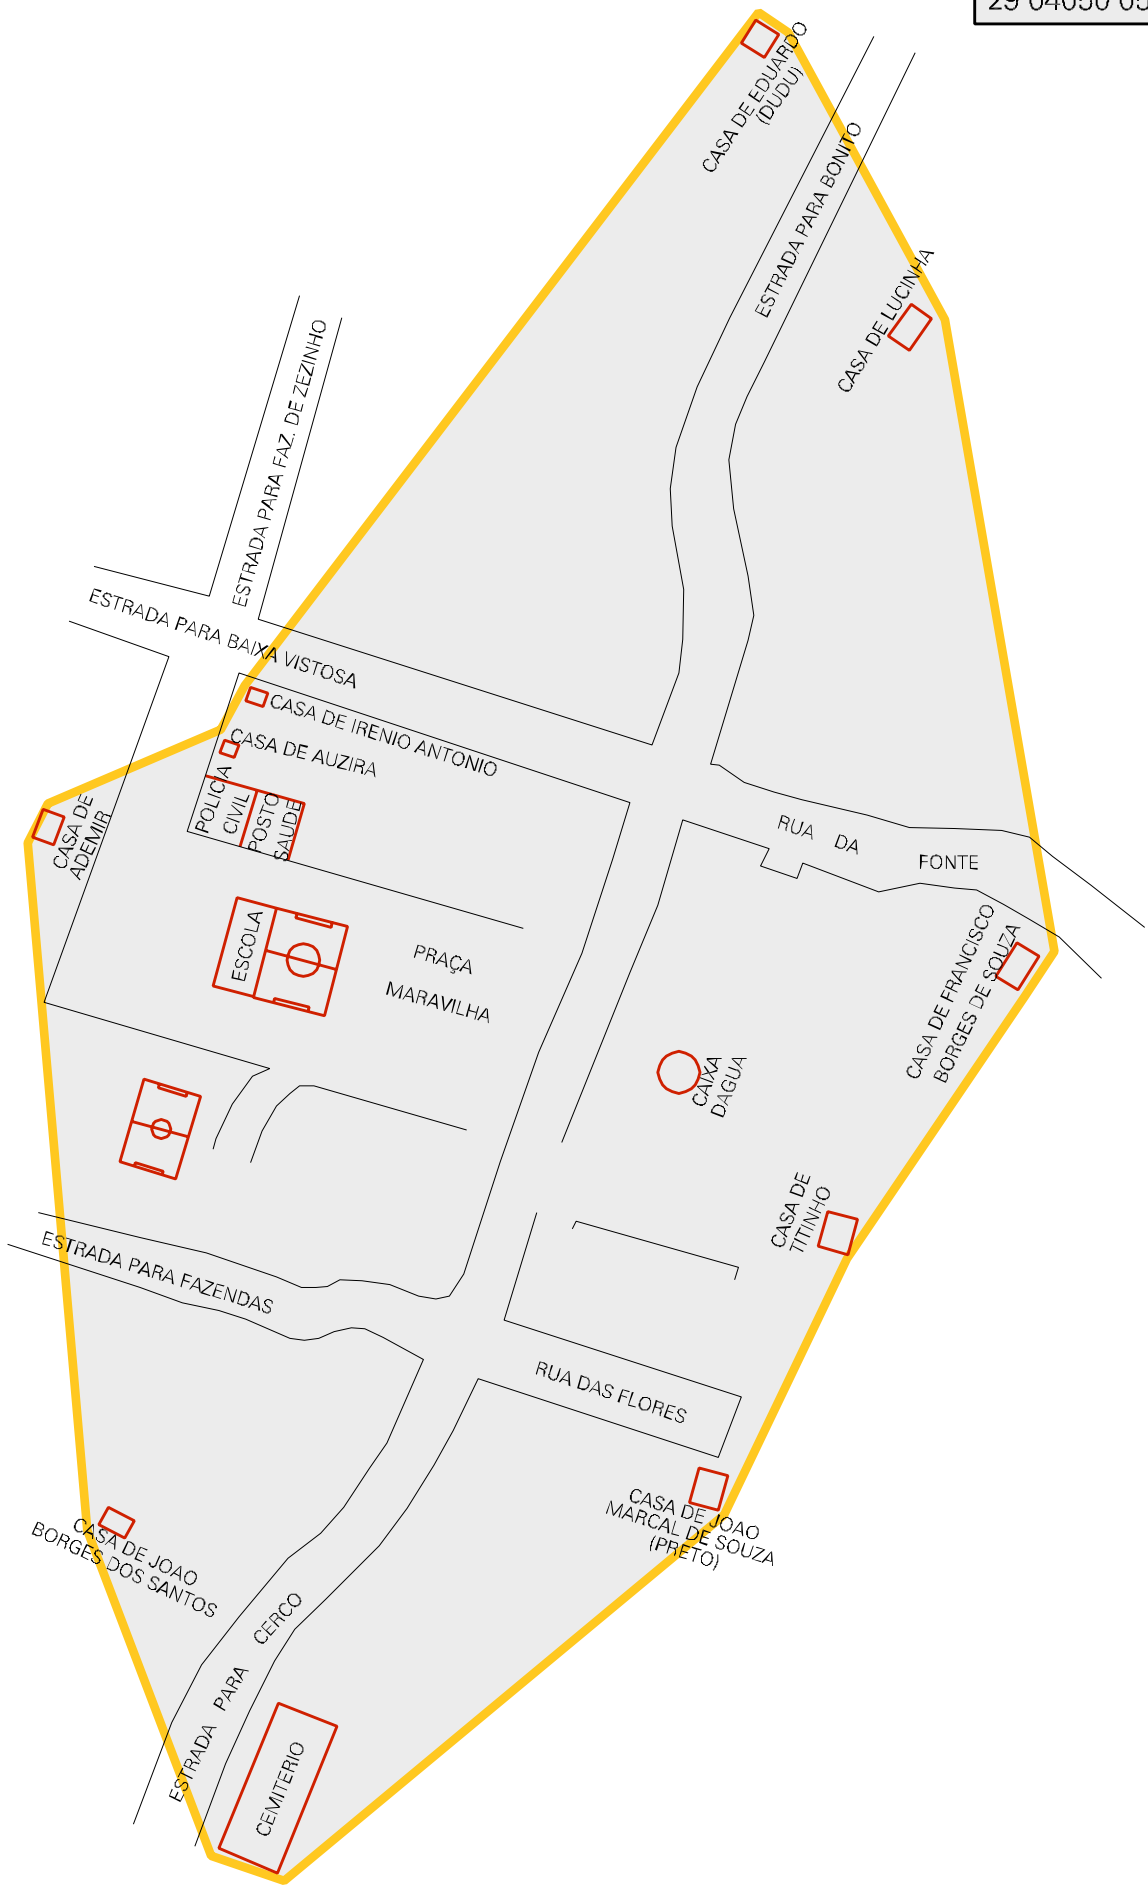 29 04050 05
CASA DE EDUARDO
(DUDU)
ESTRADA PARA BONITO
CASA DE LUCINHA
ESTRADA PARA FAZ. DE ZEZINHO
ESTRADA PARA BAIXA VISTOSA
CASA DE IRENIO ANTONIO
CASA DE AUZIRA
POLICIA
CIVIL
POSTO
SAUDE
CASA DE
ADEMIR
RUA DA FONTE
ESCOLA
PRAÇA
MARAVILHA
CASA DE FRANCISCO
BORGES DE SOUZA
CAIXA
DAGUA
CASA DE
TITINHO
ESTRADA PARA FAZENDAS
RUA DAS FLORES
CASA DE JOAO
MARCAL DE SOUZA
(PRETO)
CASA DE JOAO
BORGES DOS SANTOS
ESTRADA PARA CERCO
CEMITERIO